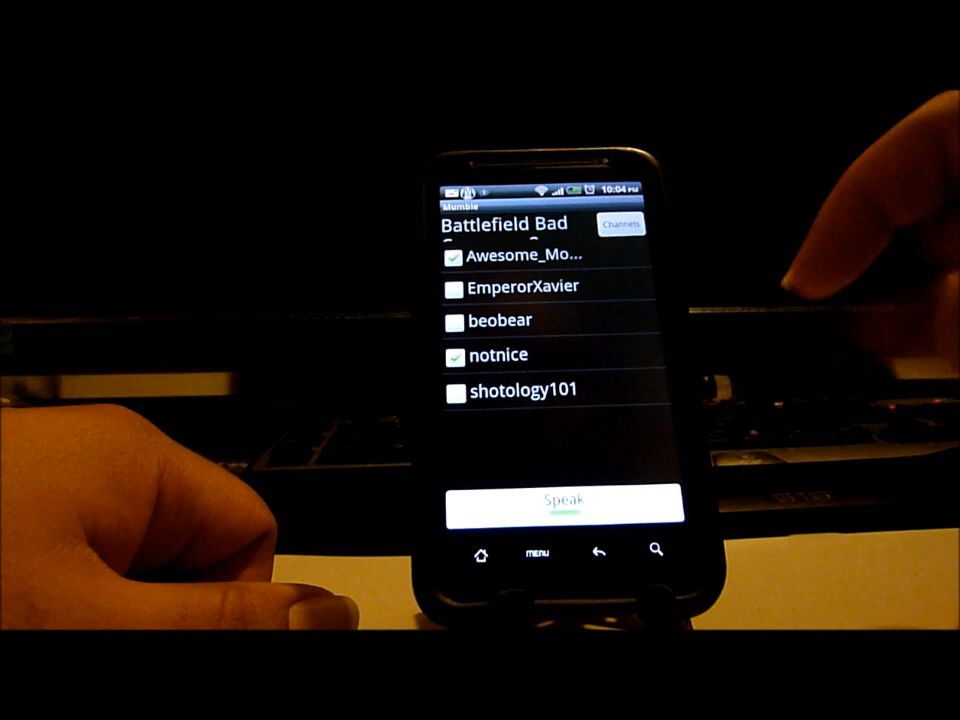 10:04 PM
Mumble
Battlefield Bad
Channels
Awesome_Mo...
EmperorXavier
beobear
notnice
shotology101
Speak
MENU